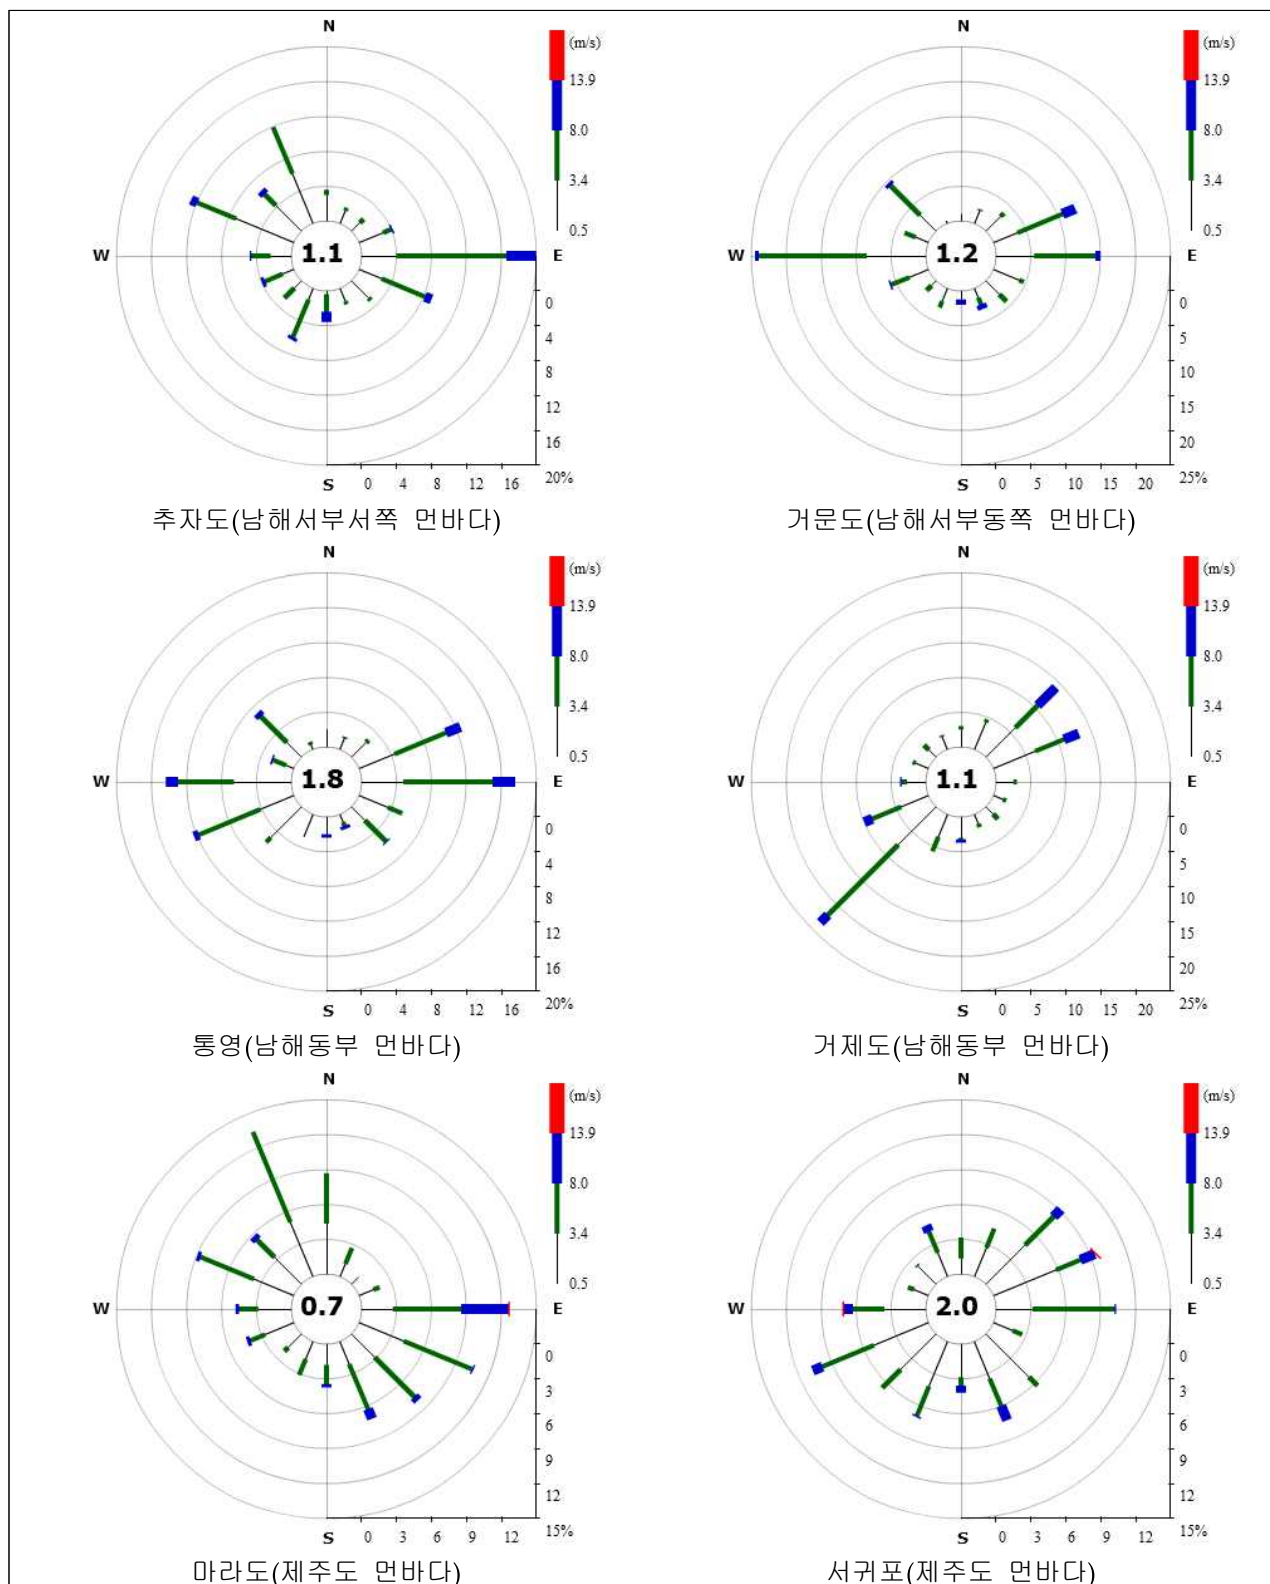 N N
(m/s) (m/s)
13.9 13.9
8.0 8.0
3.4 3.4
0.5 0.5
W 1.1 E W 1.2 E
0 0
4 5
8 10
12 15
16 20
20% 25%
S 0 4 8 12 16 S 0 5 10 15 20
추자도(남해서부서쪽 먼바다) 거문도(남해서부동쪽 먼바다)
N N
(m/s) (m/s)
13.9 13.9
8.0 8.0
3.4 3.4
0.5 0.5
W 1.8 E W 1.1 E
0 0
4 5
8 10
12 15
16 20
20% 25%
S 0 4 8 12 16 S 0 5 10 15 20
통영(남해동부 먼바다) 거제도(남해동부 먼바다)
N N
(m/s) (m/s)
13.9 13.9
8.0 8.0
3.4 3.4
0.5 0.5
W 0.7 E W 2.0 E
0 0
3 3
6 6
9 9
12 12
15% 15%
S 0 3 6 9 12 S 0 3 6 9 12
마라도(제주도 먼바다) 서귀포(제주도 먼바다)